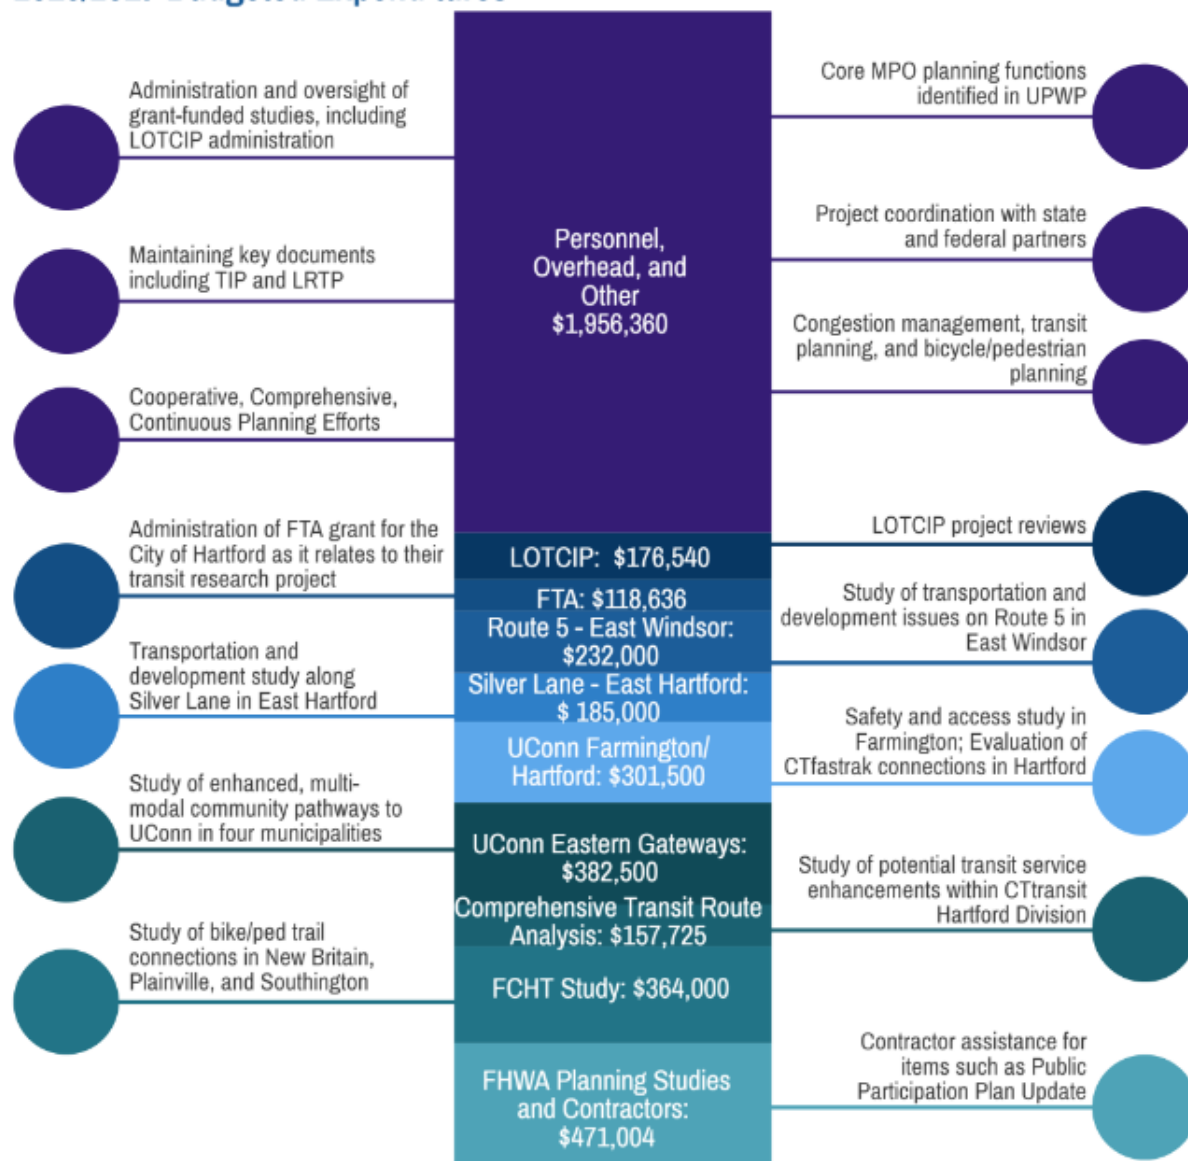 Administration and oversight of
grant-funded studies, including
LOTCIP administration
Maintaining key documents
including TIP and LRTP
Cooperative, Comprehensive,
Continuous Planning Efforts
Administration of FTA grant for the
City of Hartford as it relates to their
transit research project
Transportation and
development study along
Silver Lane in East Hartford
Study of enhanced, multi-
modal community pathways to
UConn in four municipalities
Study of bike/ped trail
connections in New Britain,
Plainville, and Southington
Personnel,
Overhead, and
Other
$1,956,360
LOTCIP: $176,540
FTA: $118,636
Route 5 - East Windsor:
$232,000
Silver Lane - East Hartford:
$ 185,000
UConn Farmington/
Hartford: $301,500
UConn Eastern Gateways:
$382,500
Comprehensive Transit Route
Analysis: $157,725
FCHT Study: $364,000
FHWA Planning Studies
and Contractors:
$471,004
Core MPO planning functions
identified in UPWP
Project coordination with state
and federal partners
Congestion management, transit
planning, and bicycle/pedestrian
planning
LOTCIP project reviews
Study of transportation and
development issues on Route 5 in
East Windsor
Safety and access study in
Farmington; Evaluation of
CTfastrak connections in Hartford
Study of potential transit service
enhancements within CTtransit
Hartford Division
Contractor assistance for
items such as Public
Participation Plan Update